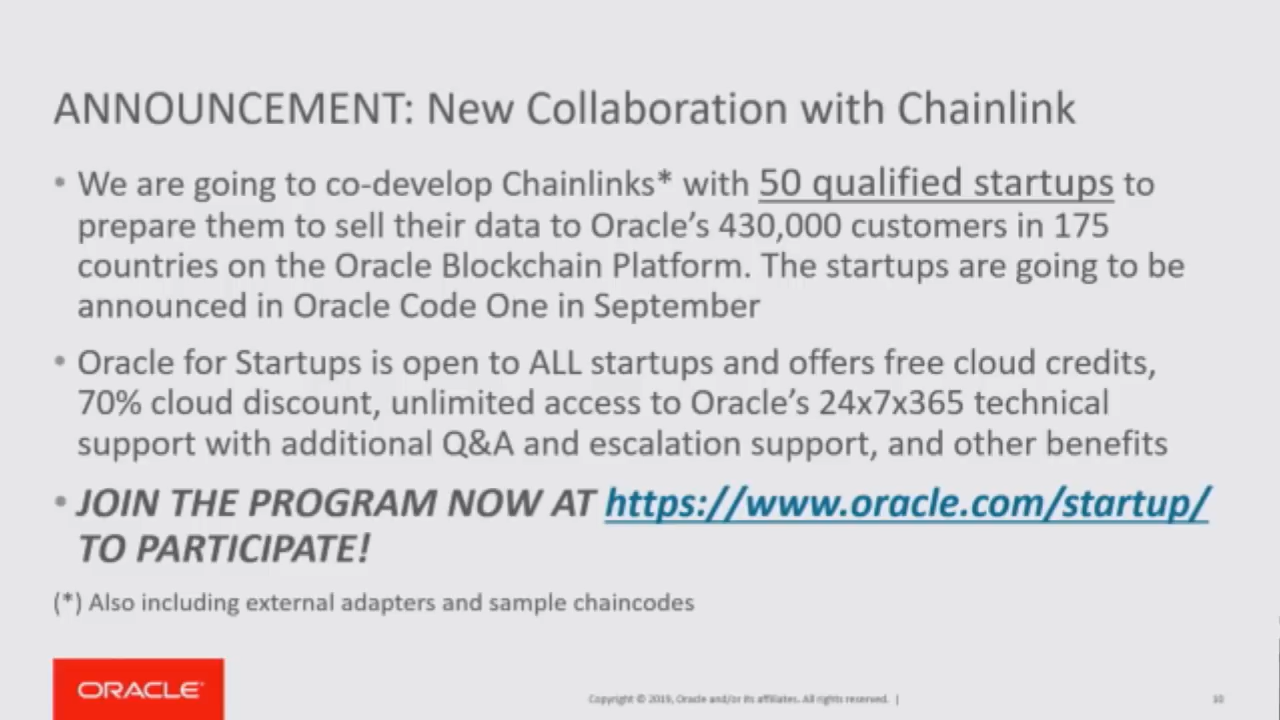 ANNOUNCEMENT: New Collaboration with Chainlink
• We are going to co-develop Chainlinks* with 50 qualified startups to
prepare them to sell their data to Oracle's 430,000 customers in 175
countries on the Oracle Blockchain Platform. The startups are going to be
announced in Oracle Code One in September
• Oracle for Startups is open to ALL startups and offers free cloud credits,
70% cloud discount, unlimited access to Oracle's 24x7x365 technical
support with additional Q&A and escalation support, and other benefits
• JOIN THE PROGRAM NOW AT https://www.oracle.com/startup/
TO PARTICIPATE!
(*) Also including external adapters and sample chaincodes
ORACLE®
Copyright © 2019, Oracle and/or its affiliates. All rights reserved. |
10